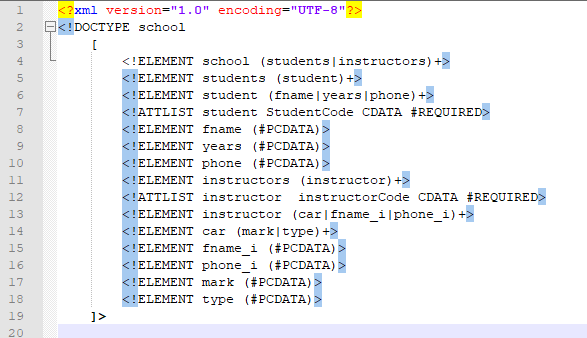 1 <?xml version="1.0" encoding="UTF-8"?>
2 <!DOCTYPE school
3 [
4 <!ELEMENT school (students|instructors)+>
5 <!ELEMENT students (student)+>
6 <!ELEMENT student (fname|years|phone)+>
7 <!ATTLIST student StudentCode CDATA #REQUIRED>
8 <!ELEMENT fname (#PCDATA)>
9 <!ELEMENT years (#PCDATA)>
10 <!ELEMENT phone (#PCDATA)>
11 <!ELEMENT instructors (instructor)+>
12 <!ATTLIST instructor  instructorCode CDATA #REQUIRED>
13 <!ELEMENT instructor (car|fname_i|phone_i)+>
14 <!ELEMENT car (mark|type)+>
15 <!ELEMENT fname_i (#PCDATA)>
16 <!ELEMENT phone_i (#PCDATA)>
17 <!ELEMENT mark (#PCDATA)>
18 <!ELEMENT type (#PCDATA)>
19 ]>
20